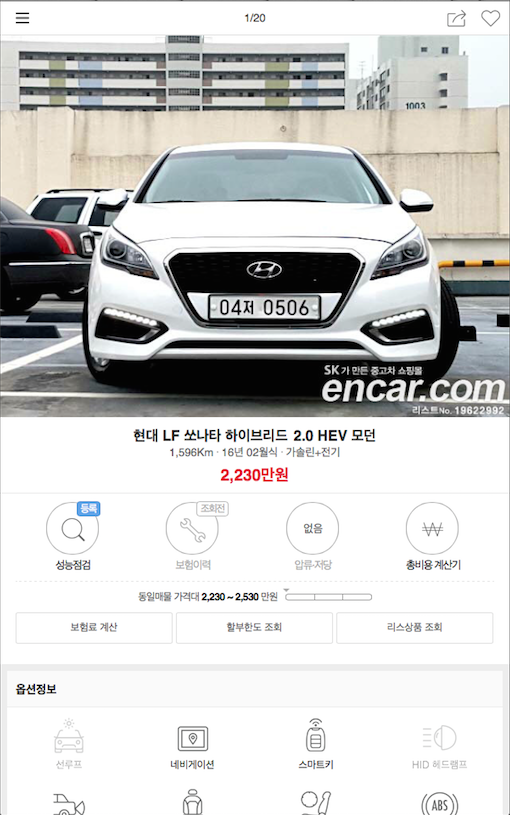 1/20
1003
04저 0506
SK가 만든 중고차 쇼핑몰
encar.com
리스트No. 19622992
현대 LF 쏘나타 하이브리드 2.0 HEV 모던
1,596Km · 16년 02월식 · 가솔린+전기
2,230만원
등록
조회전
없음
성능점검
보험이력
압류·저당
총비용 계산기
동일매물 가격대 2,230 ~ 2,530 만원
보험료 계산
할부한도 조회
리스상품 조회
옵션정보
선루프
네비게이션
스마트키
HID 헤드램프
ABS